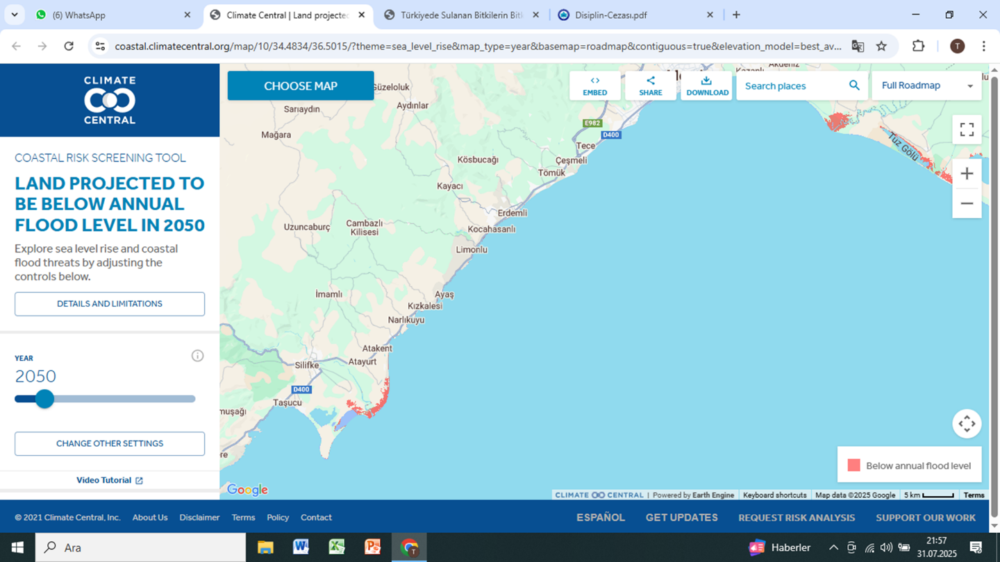 (6) WhatsApp
Climate Central | Land projected
Türkiyede Sulanan Bitkilerin Bitk
Disiplin-Cezası.pdf
coastal.climatecentral.org/map/10/34.4834/36.5015/?theme=sea_level_rise&map_type=year&basemap=roadmap&contiguous=true&elevation_model=best_av...
T
CLIMATE
CENTRAL
COASTAL RISK SCREENING TOOL
LAND PROJECTED TO
BE BELOW ANNUAL
FLOOD LEVEL IN 2050
Explore sea level rise and coastal
flood threats by adjusting the
controls below.
DETAILS AND LIMITATIONS
YEAR
2050
CHANGE OTHER SETTINGS
Video Tutorial
CHOOSE MAP
EMBED
SHARE
DOWNLOAD
Search places
Full Roadmap
Güzeloluk
Sarıaydın
Aydınlar
Mağara
E982
D400
Tece
Kösbucağı
Çeşmeli
Tömük
Kayacı
Erdemli
Uzuncaburç
Cambazlı
Kilisesi
Kocahasanlı
Limonlu
İmamlı
Ayaş
Kızkalesi
Narlıkuyu
Atakent
Silifke
Atayurt
D400
Taşucu
muşağı
re
Tuz Gölü
Below annual flood level
Google
CLIMATE CENTRAL | Powered by Earth Engine
Keyboard shortcuts
Map data ©2025 Google
5 km
Terms
© 2021 Climate Central, Inc.
About Us
Disclaimer
Terms
Policy
Contact
ESPAÑOL
GET UPDATES
REQUEST RISK ANALYSIS
SUPPORT OUR WORK
Ara
Haberler
21:57
31.07.2025